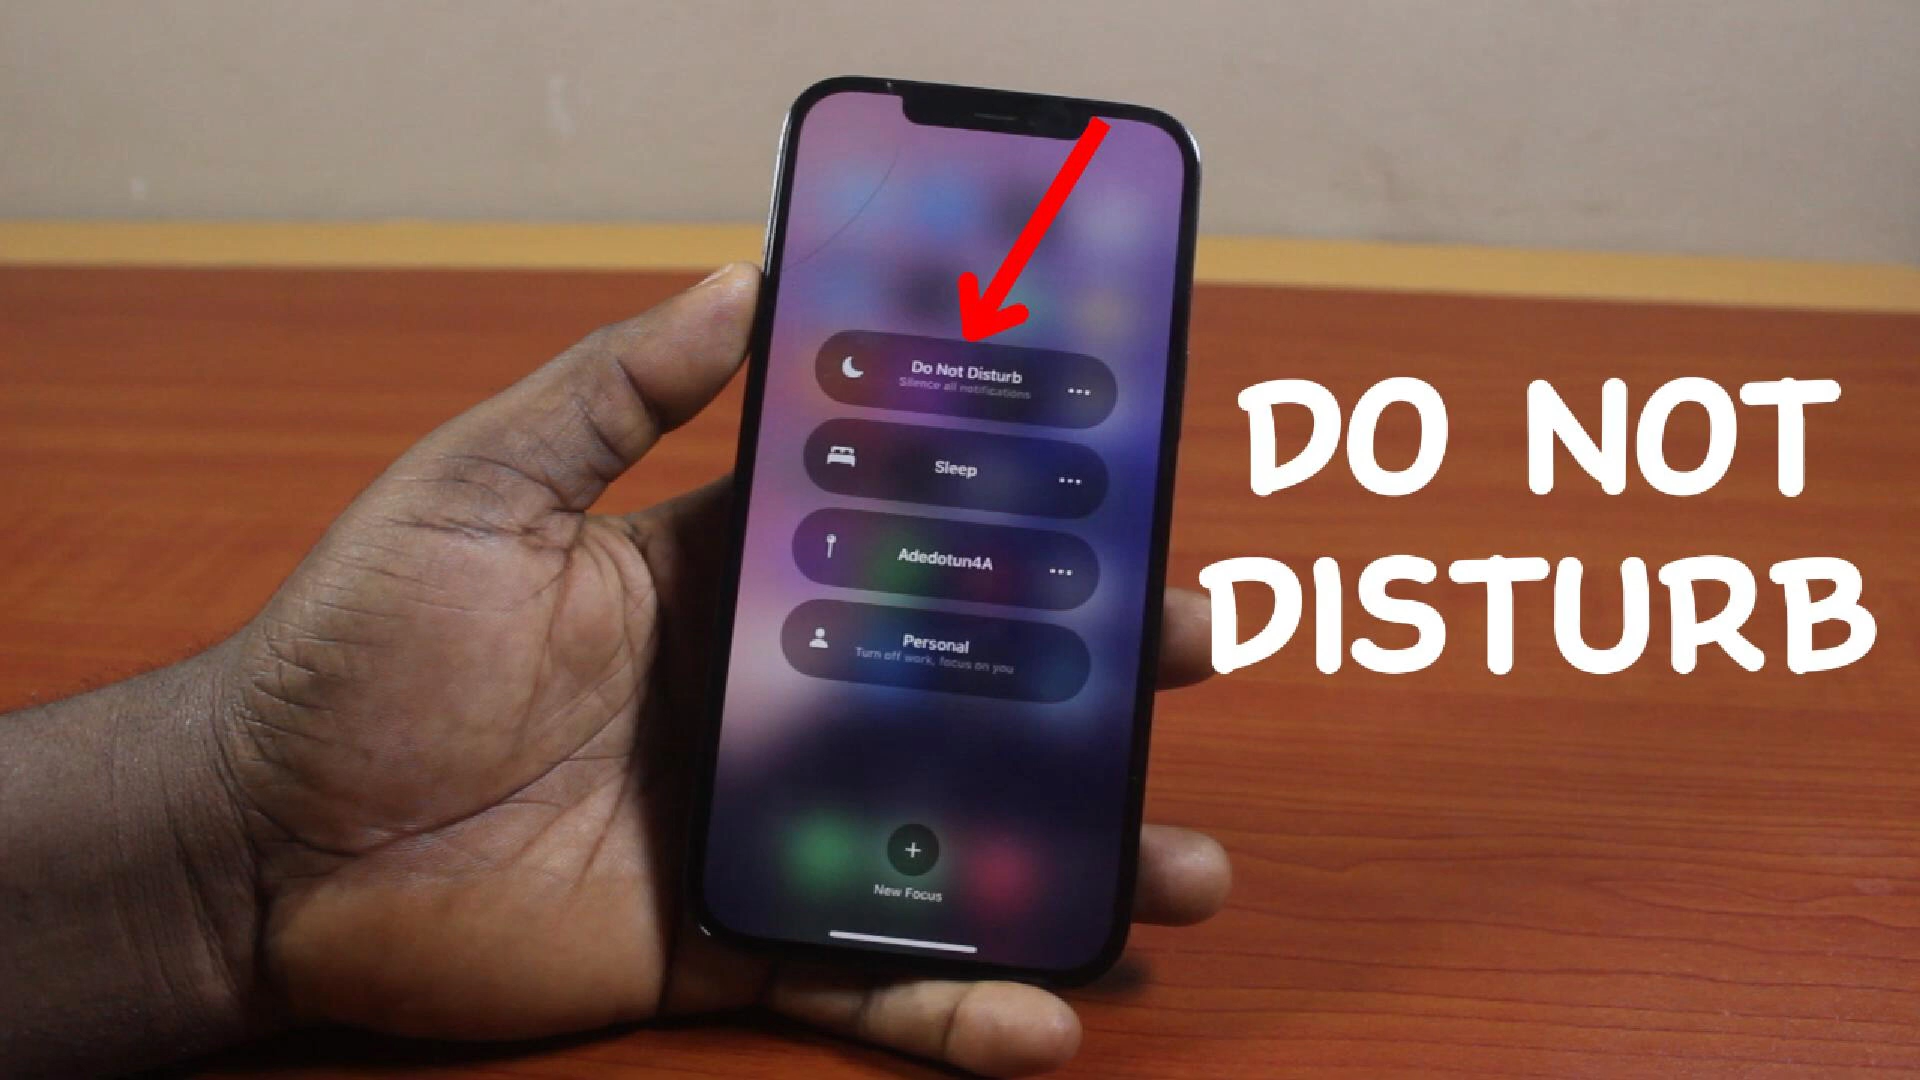 Do Not Disturb
Silence all notifications
Sleep
Adedotun4A
Personal
Turn off work, focus on you
New Focus
DO NOT
DISTURB